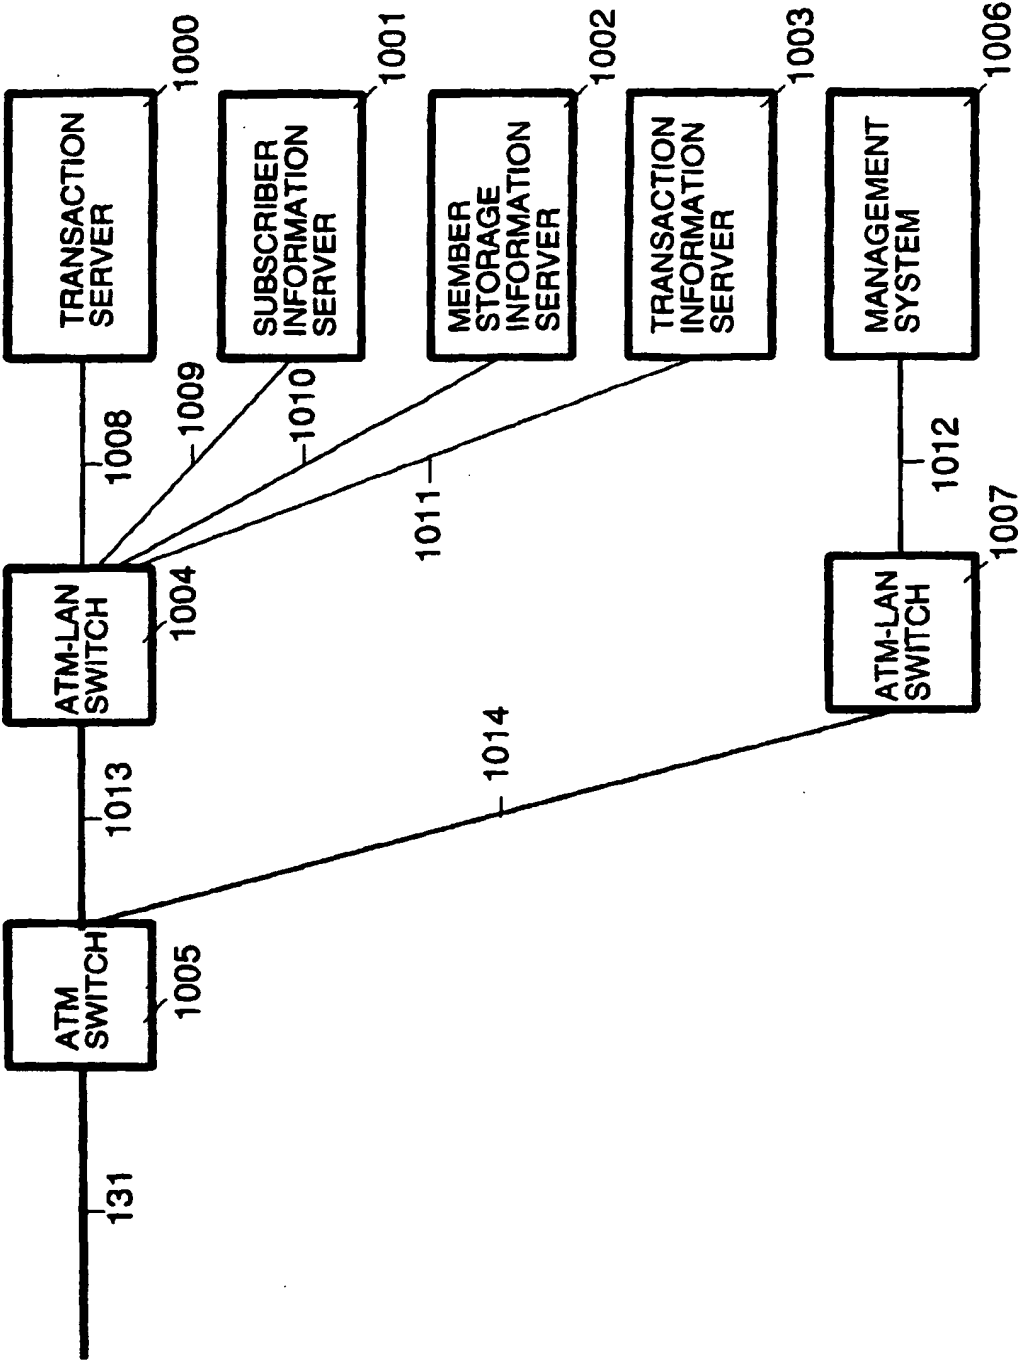 TRANSACTION
SERVER
1000
SUBSCRIBER
INFORMATION
SERVER
1001
MEMBER
STORAGE
INFORMATION
SERVER
1002
TRANSACTION
INFORMATION
SERVER
1003
MANAGEMENT
SYSTEM
1006
1008
1009
1010
1011
1012
ATM-LAN
SWITCH
1004
ATM-LAN
SWITCH
1007
1013
1014
ATM
SWITCH
1005
131